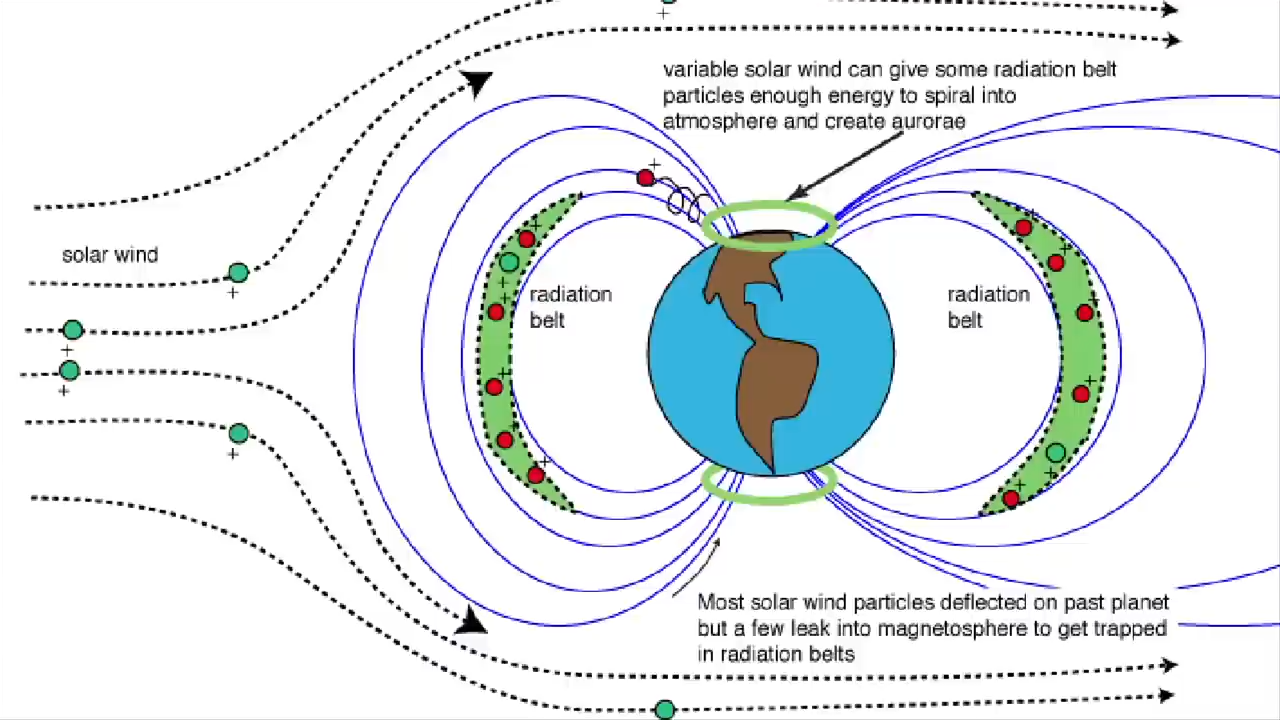 variable solar wind can give some radiation belt
particles enough energy to spiral into
atmosphere and create aurorae
solar wind
radiation
belt
radiation
belt
Most solar wind particles deflected on past planet
but a few leak into magnetosphere to get trapped
in radiation belts